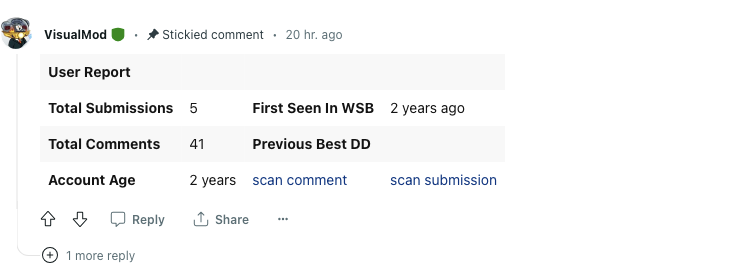 VisualMod · Stickied comment · 20 hr. ago
User Report
Total Submissions 5 First Seen In WSB 2 years ago
Total Comments 41 Previous Best DD
Account Age 2 years scan comment scan submission
Reply Share ...
1 more reply